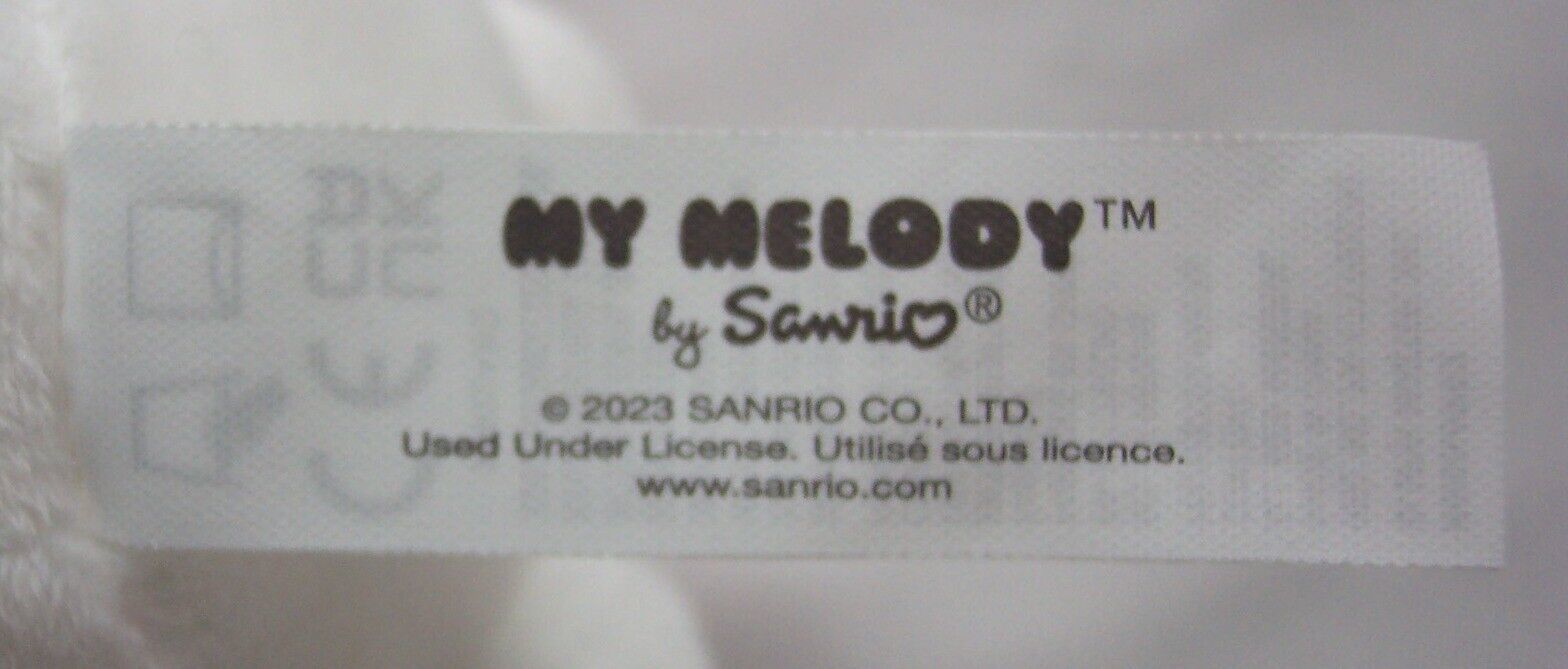 MY MELODY™
by Sanrio®
© 2023 SANRIO CO., LTD.
Used Under License. Utilisé sous licence.
www.sanrio.com